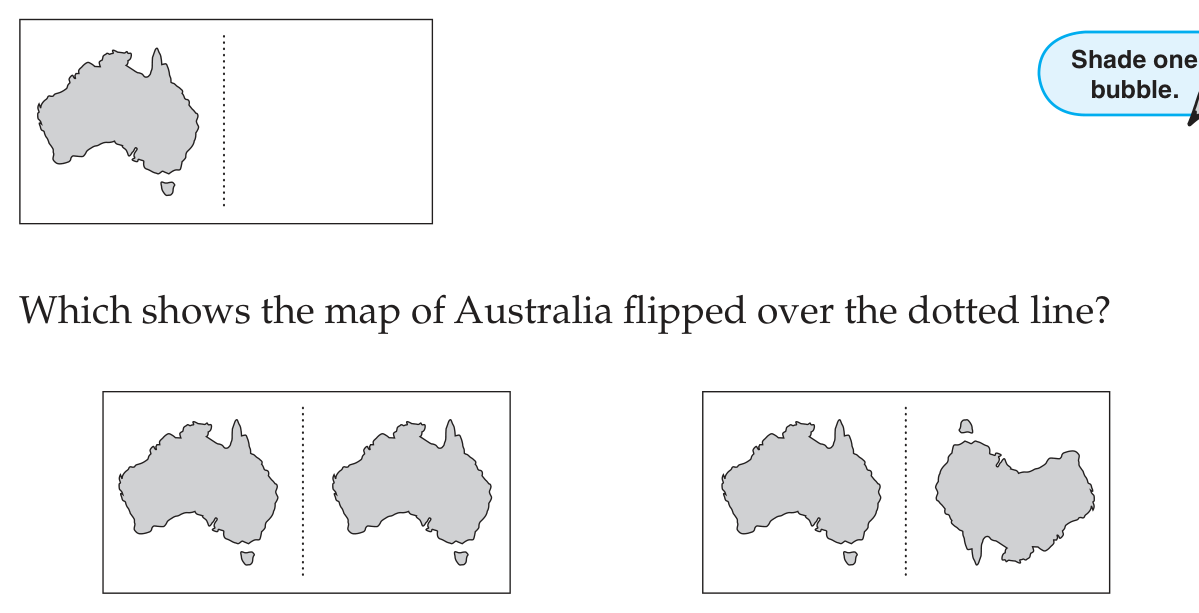 Shade one
bubble.
Which shows the map of Australia flipped over the dotted line?